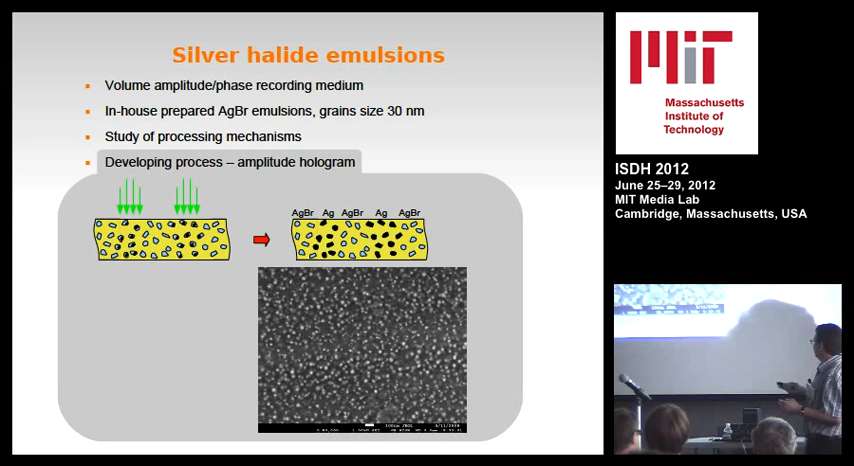 Silver halide emulsions
Volume amplitude/phase recording medium
In-house prepared AgBr emulsions, grains size 30 nm
Study of processing mechanisms
Developing process – amplitude hologram
AgBr Ag AgBr Ag AgBr
MIT
Massachusetts
Institute of
Technology
ISDH 2012
June 25–29, 2012
MIT Media Lab
Cambridge, Massachusetts, USA